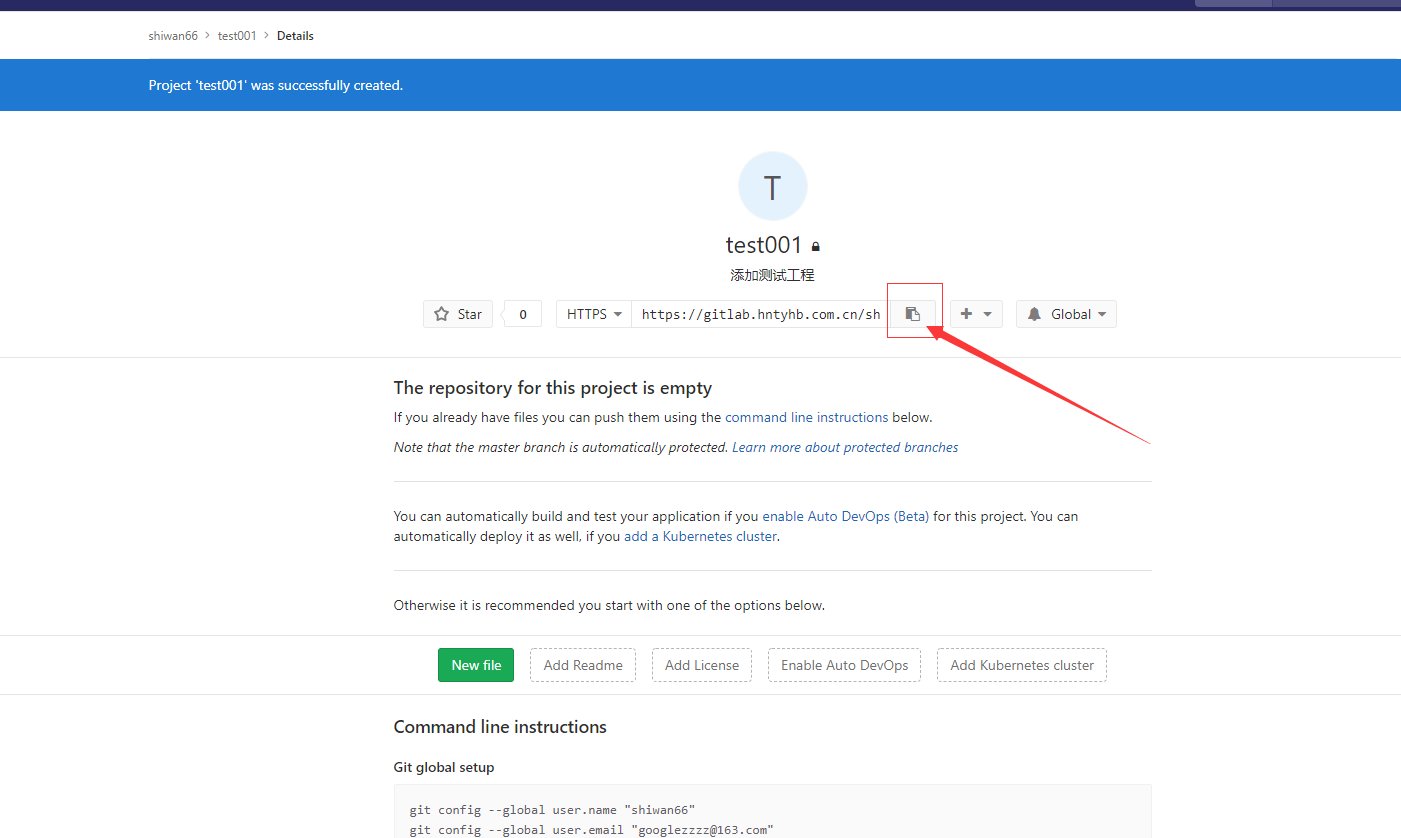 shiwan66 > test001 > Details
Project 'test001' was successfully created.
T
test001
添加测试工程
Star 0 HTTPS https://gitlab.hntyhb.com.cn/sh Global
The repository for this project is empty
If you already have files you can push them using the command line instructions below.
Note that the master branch is automatically protected. Learn more about protected branches
You can automatically build and test your application if you enable Auto DevOps (Beta) for this project. You can
automatically deploy it as well, if you add a Kubernetes cluster.
Otherwise it is recommended you start with one of the options below.
New file Add Readme Add License Enable Auto DevOps Add Kubernetes cluster
Command line instructions
Git global setup
git config --global user.name "shiwan66"
git config --global user.email "googlezzzz@163.com"